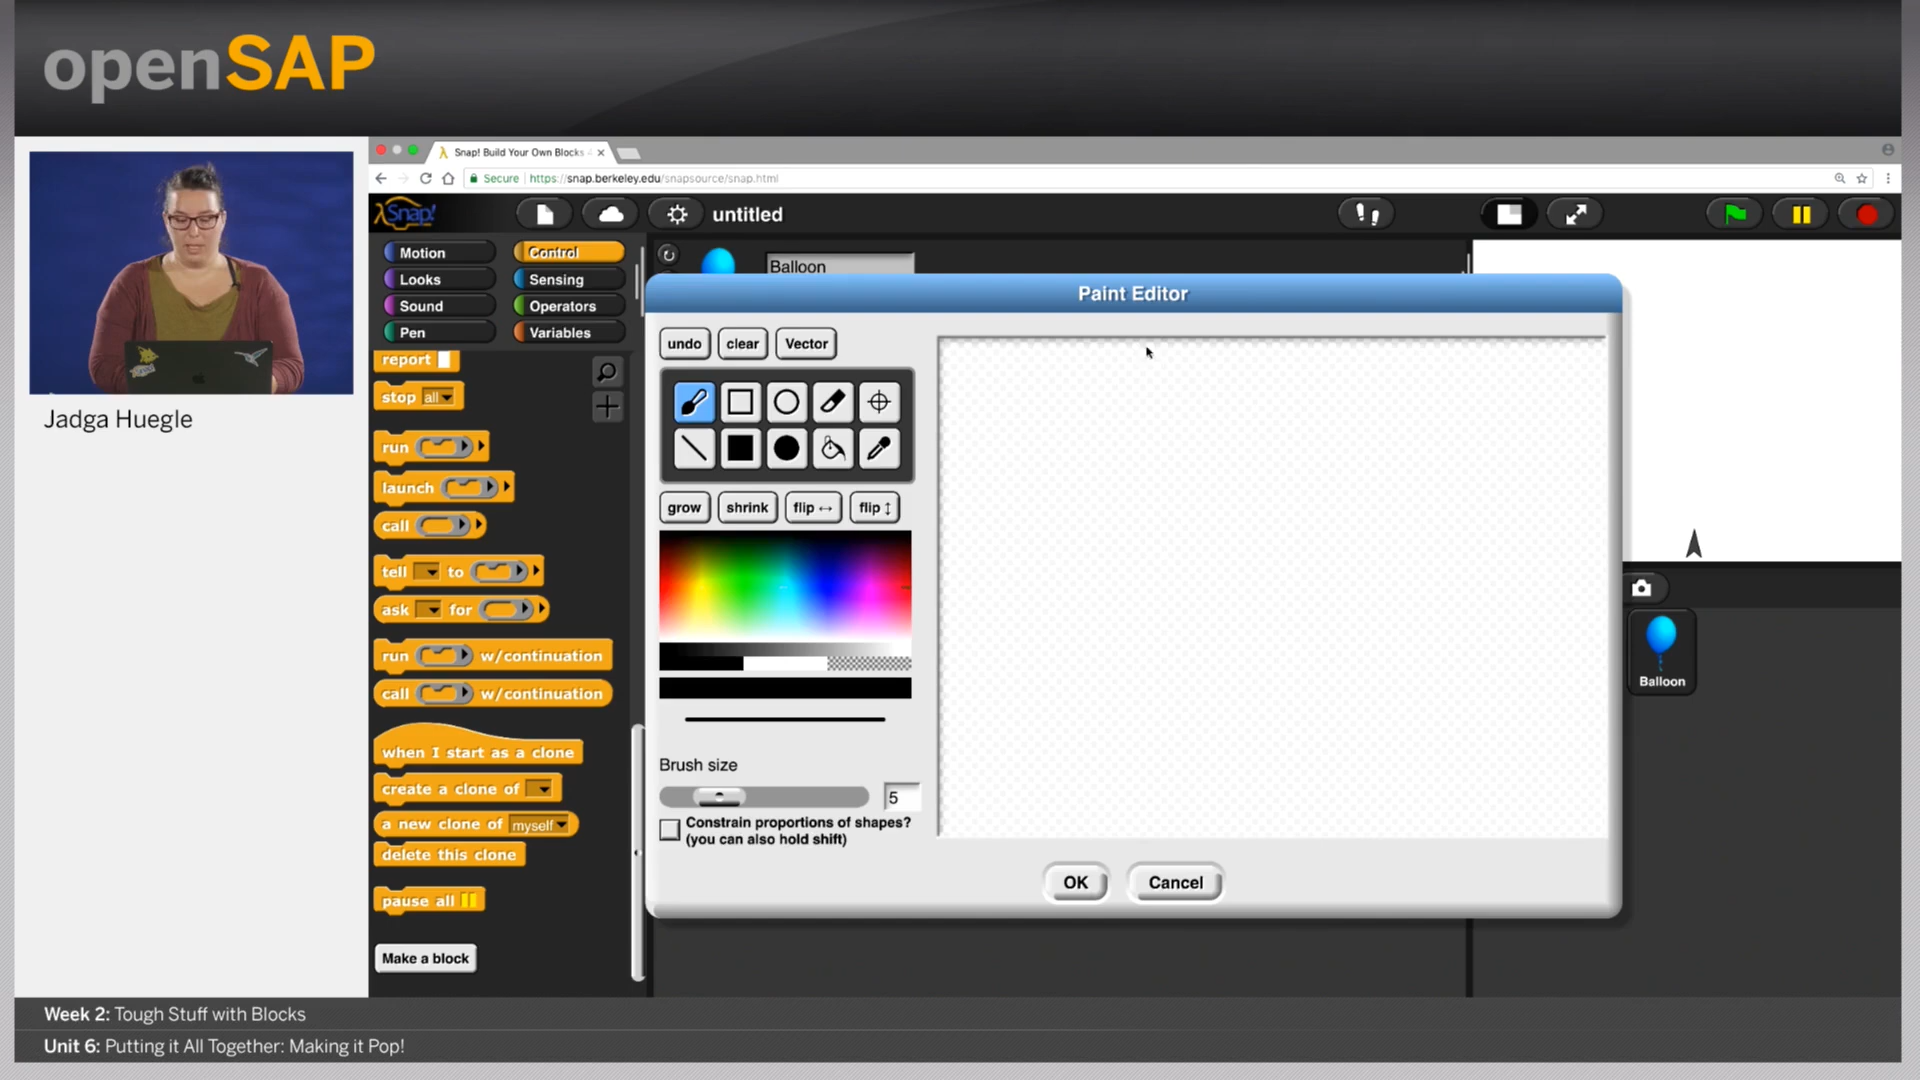 openSAP
Snap! Build Your Own Blocks
Secure | https://snap.berkeley.edu/snapsource/snap.html
Snap!
untitled
Motion
Control
Looks
Sensing
Sound
Operators
Pen
Variables
Balloon
report
stop all
run
launch
call
tell to
ask for
run w/continuation
call w/continuation
when I start as a clone
create a clone of
a new clone of myself
delete this clone
pause all
Make a block
Paint Editor
undo
clear
Vector
grow
shrink
flip ↔
flip ↕
Brush size
5
Constrain proportions of shapes?
(you can also hold shift)
OK
Cancel
Balloon
Jadga Huegle
Week 2: Tough Stuff with Blocks
Unit 6: Putting it All Together: Making it Pop!